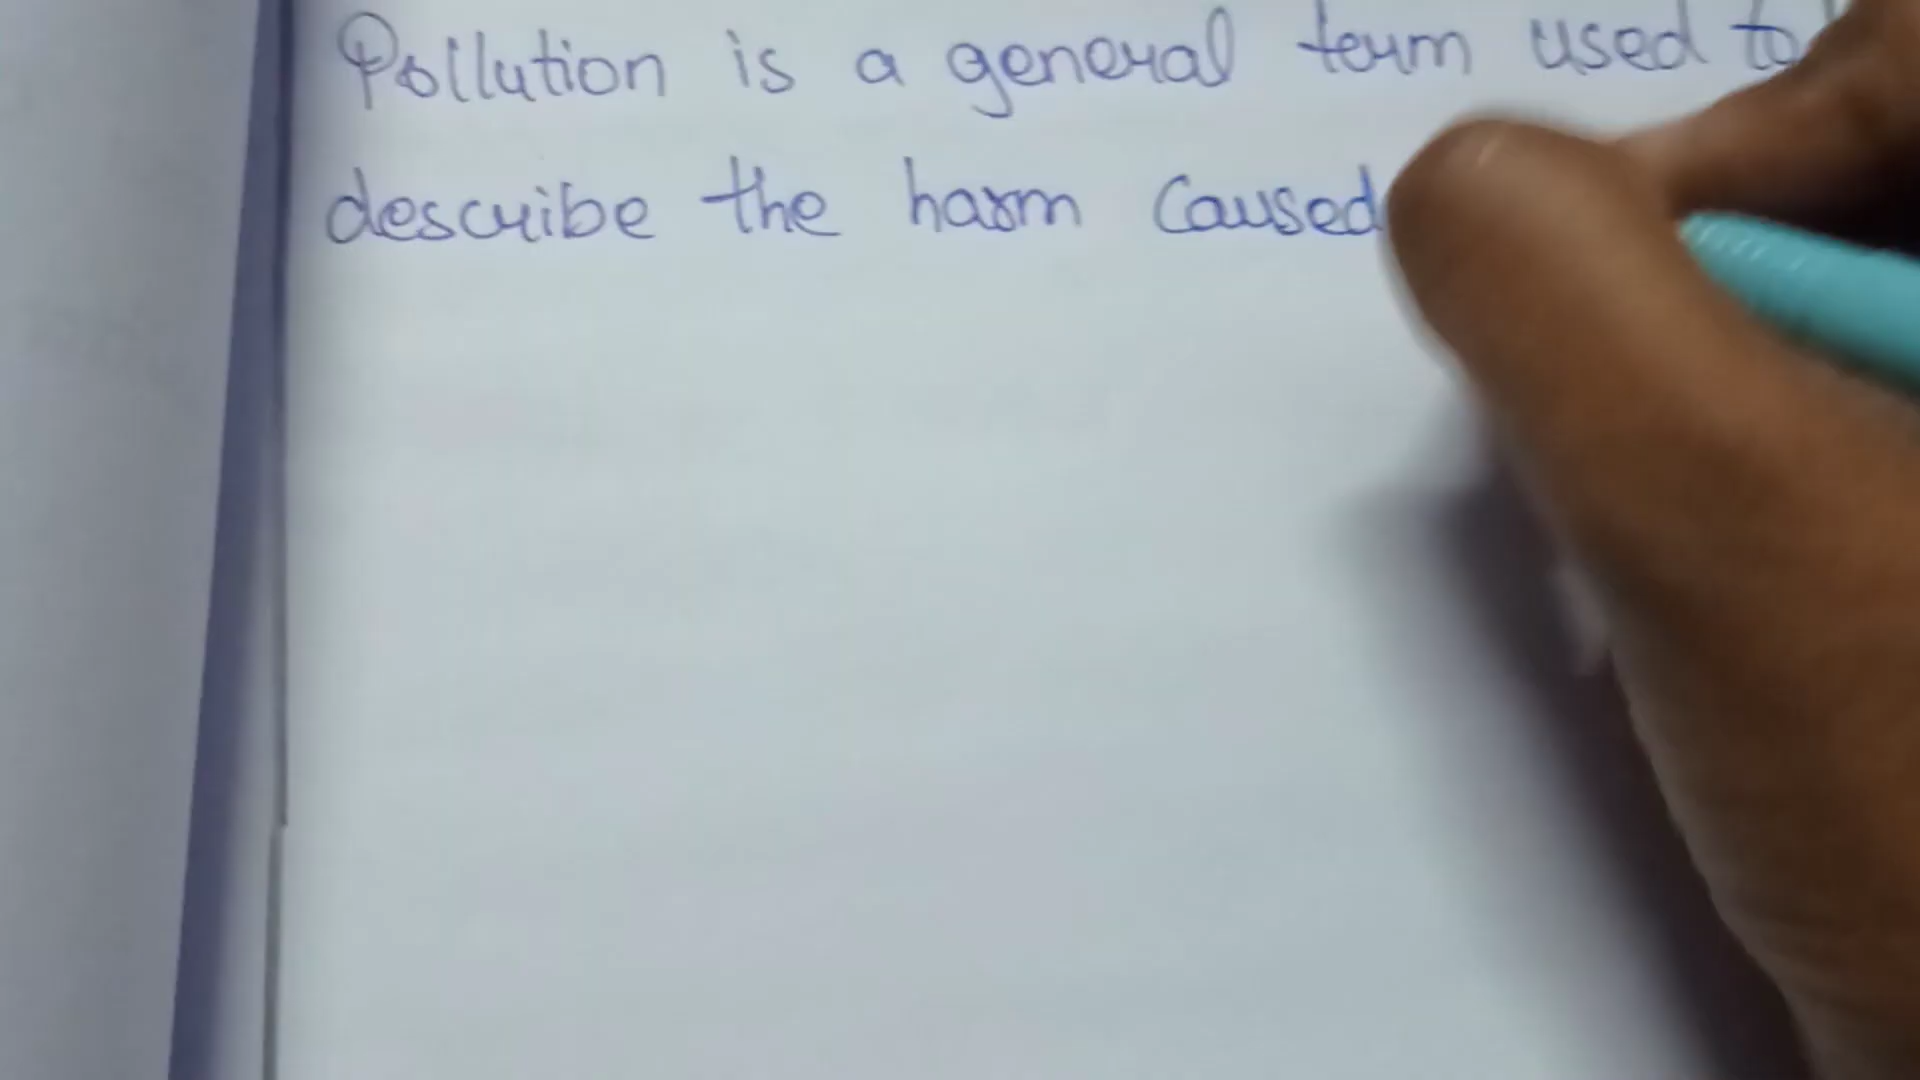 Pollution is a general term used to
describe the harm caused